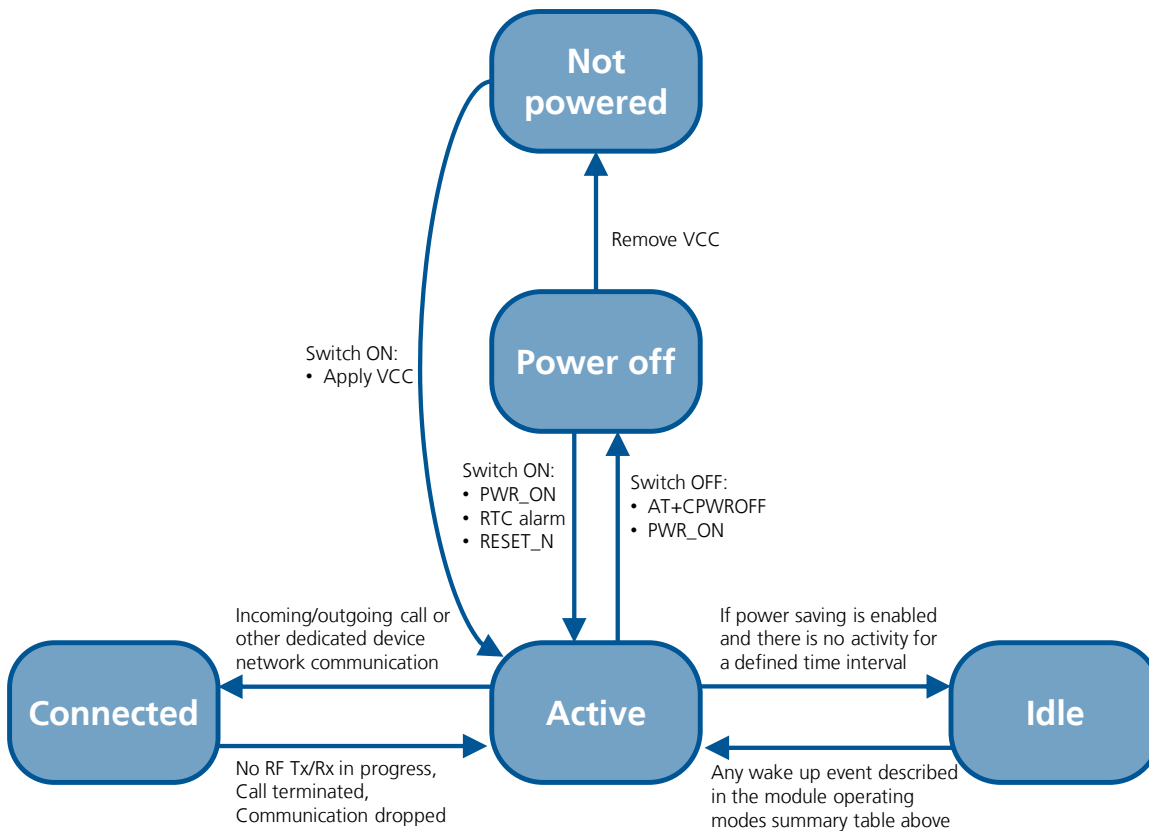 Not
powered
Remove VCC
Power off
Switch ON:
• Apply VCC
Switch ON:
• PWR_ON
• RTC alarm
• RESET_N
Switch OFF:
• AT+CPWROFF
• PWR_ON
Incoming/outgoing call or
other dedicated device
network communication
If power saving is enabled
and there is no activity for
a defined time interval
Connected
Active
Idle
No RF Tx/Rx in progress,
Call terminated,
Communication dropped
Any wake up event described
in the module operating
modes summary table above